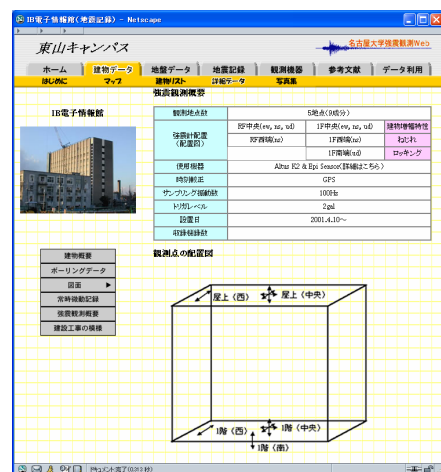 IB電子情報館(地震記録) - Netscape
東山キャンパス
名古屋大学強震観測Web
ホーム 建物データ 地盤データ 地震記録 観測機器 参考文献 データ利用
はじめに マップ 建物リスト 詳細データ 写真集
強震観測概要
IB電子情報館
観測地点数 5地点(9成分)
強震計配置(配置図) RF中央(ew, ns, ud) 1F中央(ew, ns, ud) 建物増幅特性
RF西端(ns) 1F西端(ns) ねじれ
1F南端(ud) ロッキング
使用機器 Altus K2 & Epi Sensor(詳細はこちら)
時刻較正 GPS
サンプリング振動数 100Hz
トリガレベル 2gal
設置日 2001.4.10~
収録記録数
建物概要
ボーリングデータ
図面
常時微動記録
強震観測概要
建設工事の模様
観測点の配置図
屋上(西) 屋上(中央)
1階(西) 1階(中央)
1階(南)
ドキュメント:完了